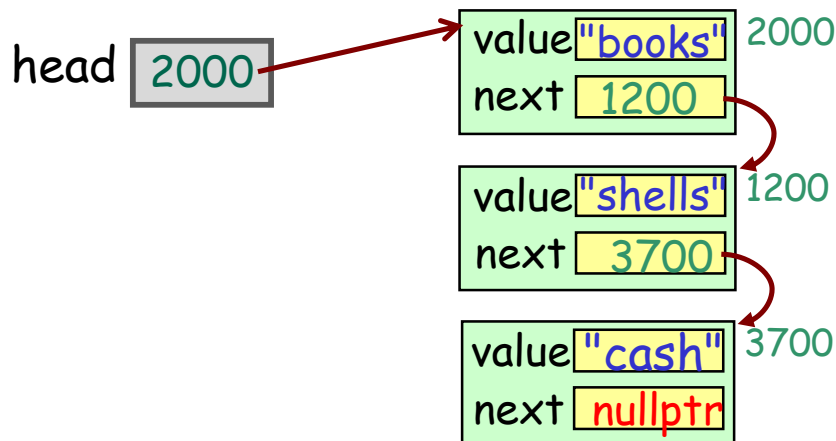 head 2000
value "books" 2000
next 1200
value "shells" 1200
next 3700
value "cash" 3700
next nullptr